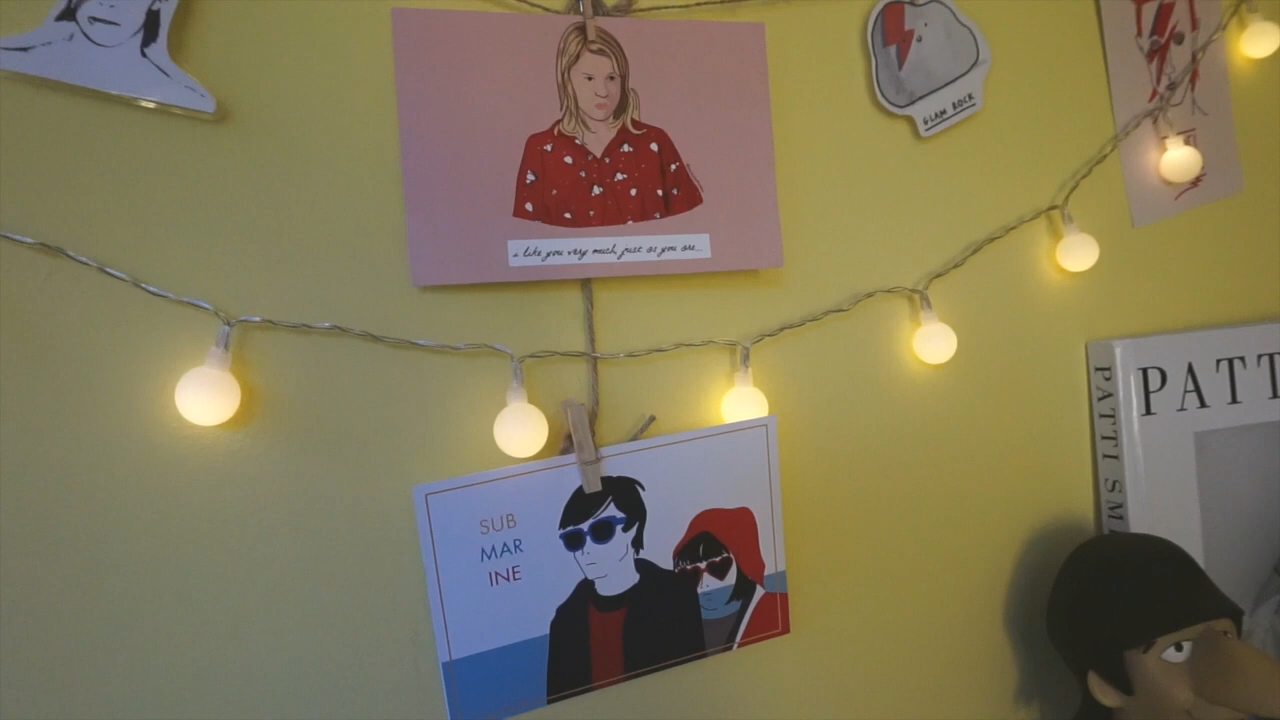 GLAM ROCK
i like you very much, just as you are...
PATT
PATTI SM
SUB
MAR
INE